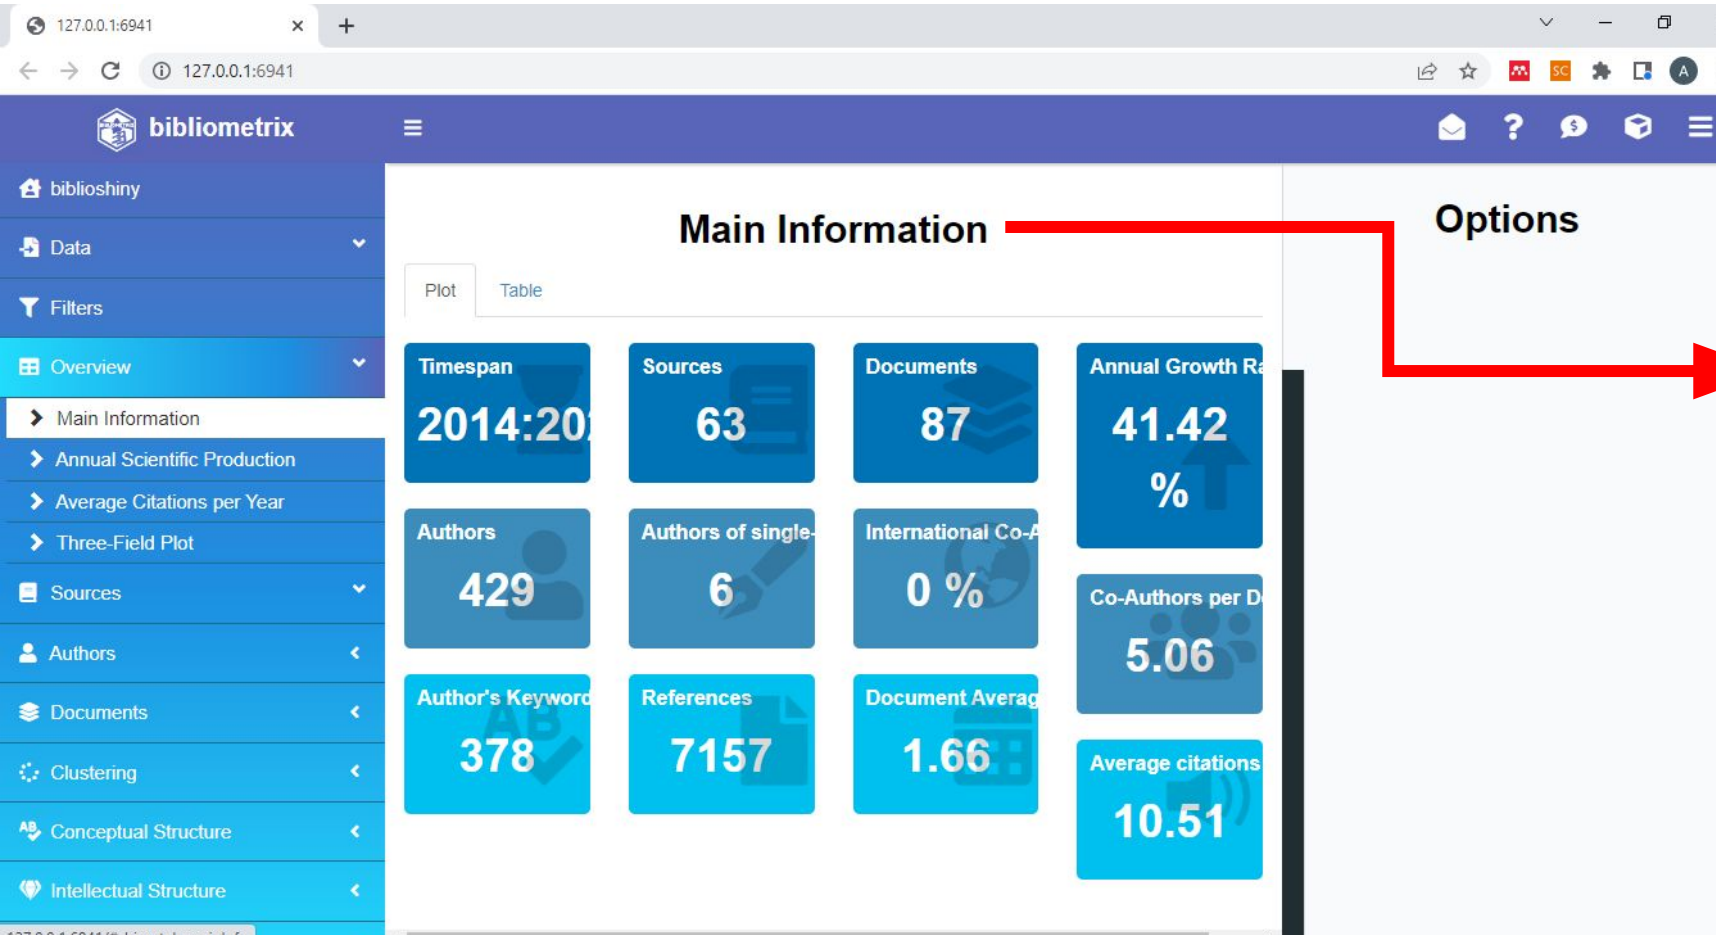 127.0.0.1:6941
127.0.0.1:6941
SC
A
bibliometrix
biblioshiny
Data
Filters
Overview
Main Information
Annual Scientific Production
Average Citations per Year
Three-Field Plot
Sources
Authors
Documents
Clustering
Conceptual Structure
Intellectual Structure
Main Information
Options
Plot
Table
Timespan
2014:20
Sources
63
Documents
87
Annual Growth Ra
41.42
%
Authors
429
Authors of single-
6
International Co-A
0 %
Co-Authors per D
5.06
Author's Keyword
378
References
7157
Document Averag
1.66
Average citations
10.51